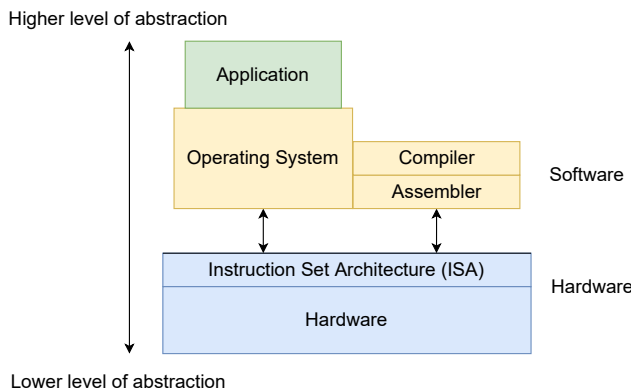 Higher level of abstraction
Application
Operating System
Compiler
Assembler
Software
Instruction Set Architecture (ISA)
Hardware
Hardware
Lower level of abstraction